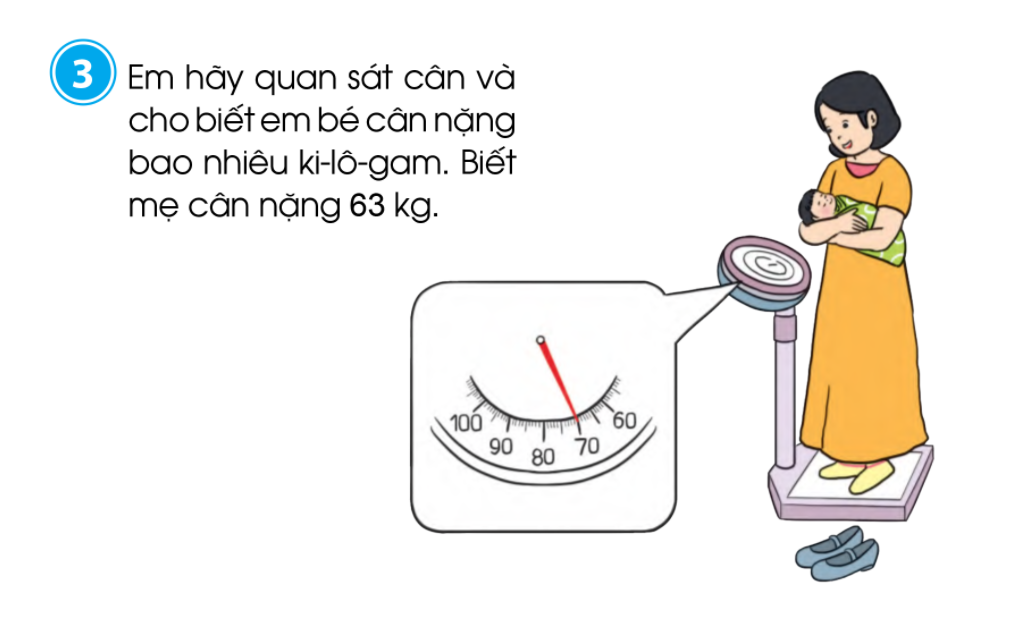 3
Em hãy quan sát cân và
cho biết em bé cân nặng
bao nhiêu ki-lô-gam. Biết
mẹ cân nặng 63 kg.
100 90 80 70 60